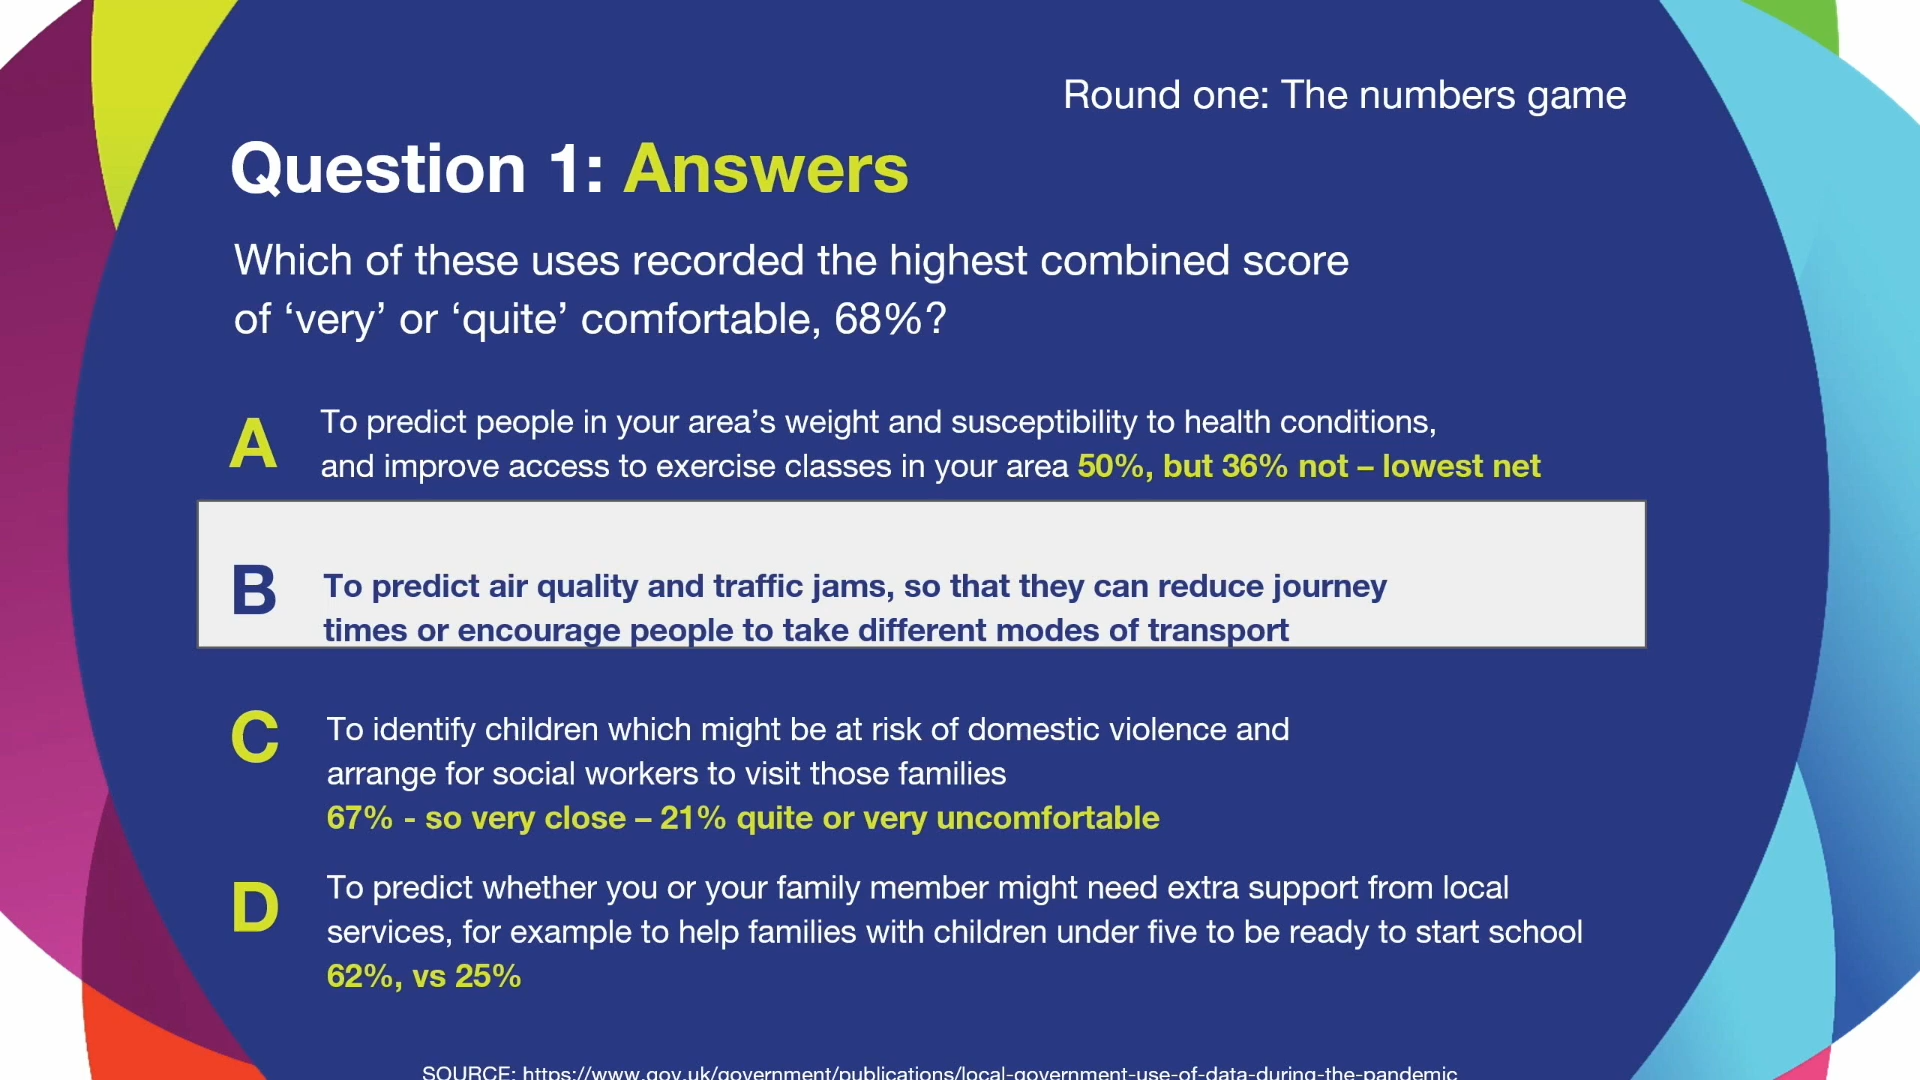 Round one: The numbers game
Question 1: Answers
Which of these uses recorded the highest combined score
of ‘very’ or ‘quite’ comfortable, 68%?
A
To predict people in your area’s weight and susceptibility to health conditions,
and improve access to exercise classes in your area 50%, but 36% not – lowest net
B
To predict air quality and traffic jams, so that they can reduce journey
times or encourage people to take different modes of transport
C
To identify children which might be at risk of domestic violence and
arrange for social workers to visit those families
67% - so very close – 21% quite or very uncomfortable
D
To predict whether you or your family member might need extra support from local
services, for example to help families with children under five to be ready to start school
62%, vs 25%
SOURCE: https://www.gov.uk/government/publications/local-government-use-of-data-during-the-pandemic